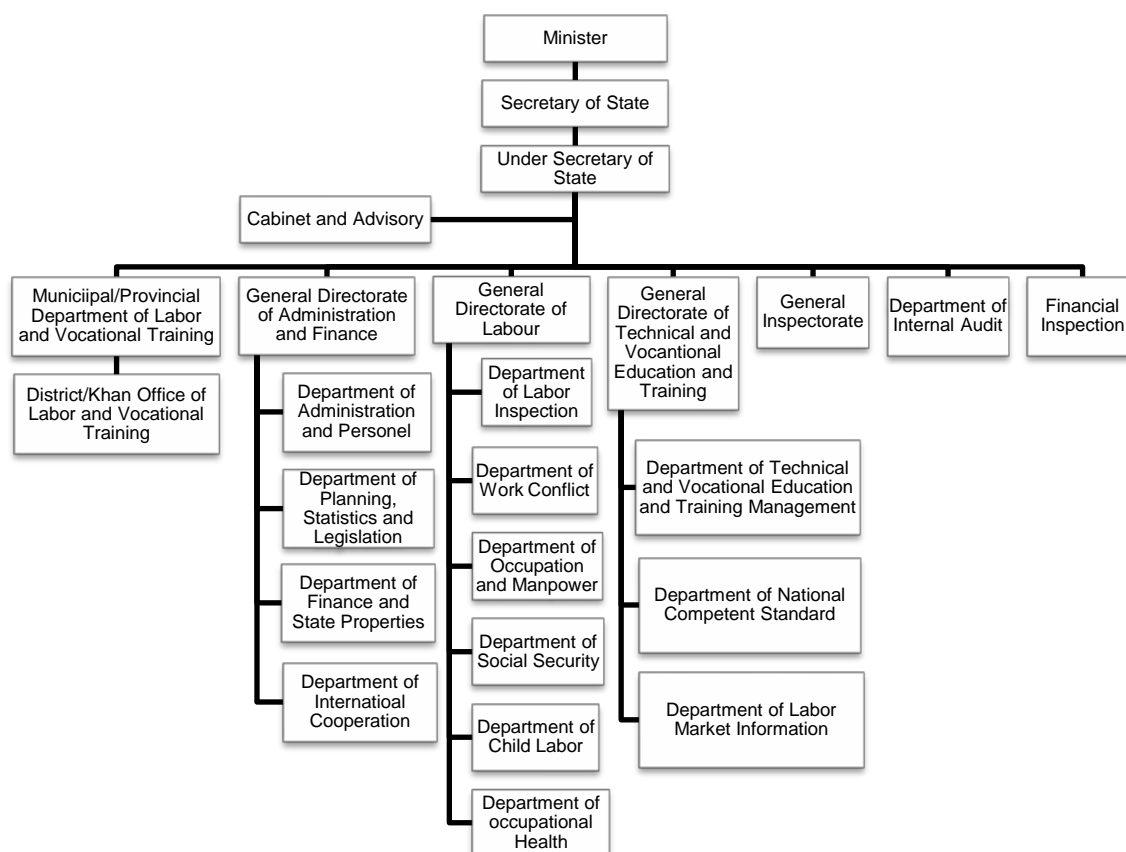 Minister
Secretary of State
Under Secretary of
State
Cabinet and Advisory
Municiipal/Provincial
Department of Labor
and Vocational Training
General Directorate
of Administration
and Finance
General
Directorate of
Labour
General
Directorate of
Technical and
Vocantional
Education and
Training
General
Inspectorate
Department of
Internal Audit
Financial
Inspection
District/Khan Office of
Labor and Vocational
Training
Department of
Administration
and Personel
Department of
Planning,
Statistics and
Legislation
Department of
Finance and
State Properties
Department of
Internatioal
Cooperation
Department
of Labor
Inspection
Department of
Work Conflict
Department of
Occupation
and Manpower
Department of
Social Security
Department of
Child Labor
Department of
occupational
Health
Department of Technical
and Vocational Education
and Training Management
Department of National
Competent Standard
Department of Labor
Market Information